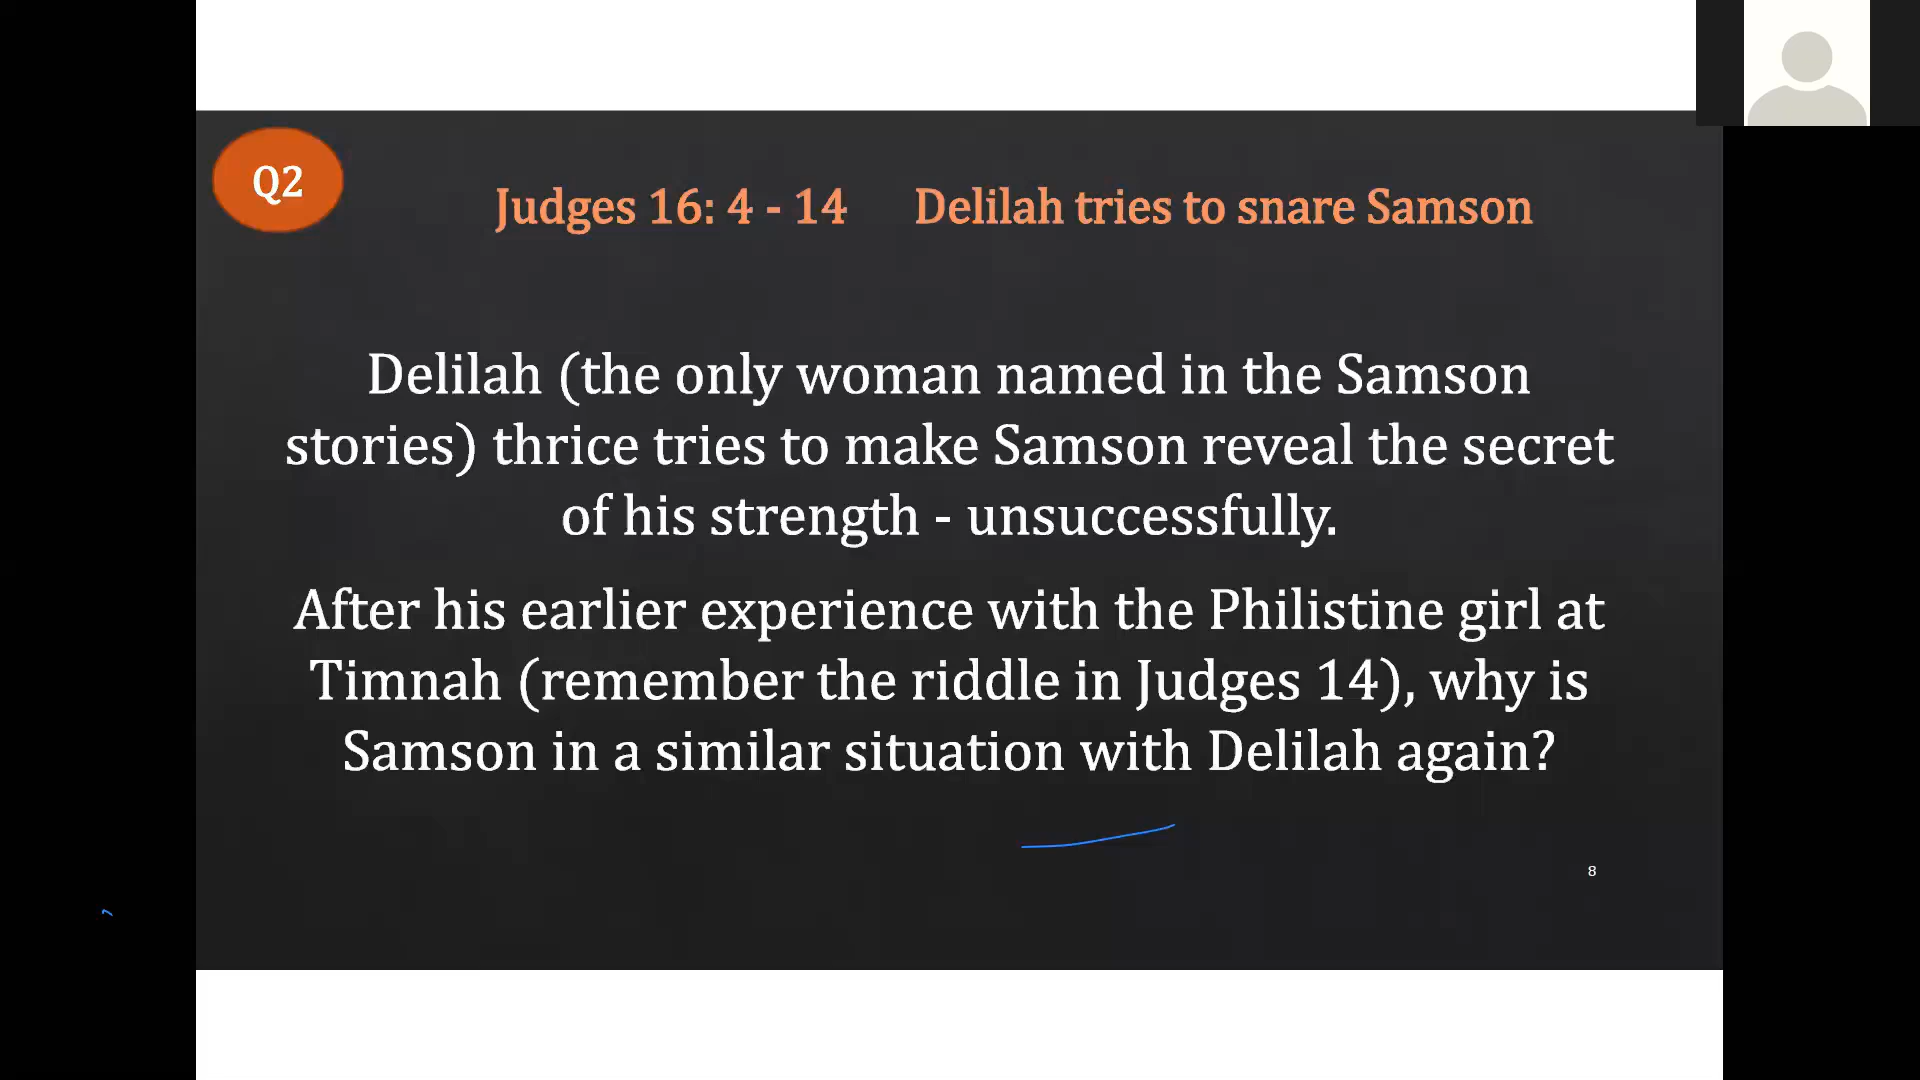 Q2
Judges 16: 4 - 14 Delilah tries to snare Samson
Delilah (the only woman named in the Samson
stories) thrice tries to make Samson reveal the secret
of his strength - unsuccessfully.
After his earlier experience with the Philistine girl at
Timnah (remember the riddle in Judges 14), why is
Samson in a similar situation with Delilah again?
8